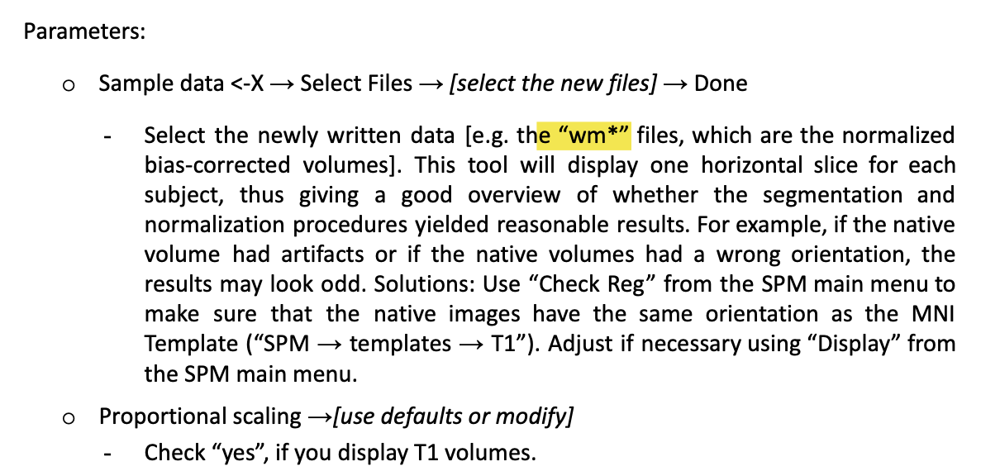 Parameters:
o Sample data <-X → Select Files → [select the new files] → Done
- Select the newly written data [e.g. the “wm*” files, which are the normalized
bias-corrected volumes]. This tool will display one horizontal slice for each
subject, thus giving a good overview of whether the segmentation and
normalization procedures yielded reasonable results. For example, if the native
volume had artifacts or if the native volumes had a wrong orientation, the
results may look odd. Solutions: Use “Check Reg” from the SPM main menu to
make sure that the native images have the same orientation as the MNI
Template (“SPM → templates → T1”). Adjust if necessary using “Display” from
the SPM main menu.
o Proportional scaling →[use defaults or modify]
- Check “yes”, if you display T1 volumes.